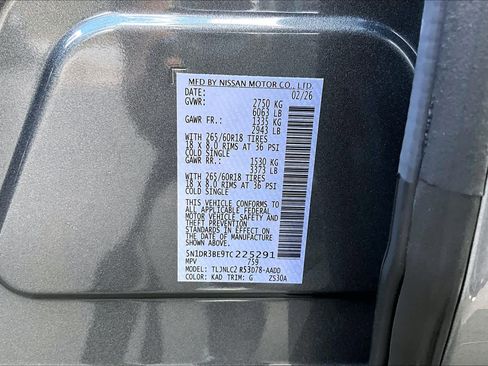 MFD BY NISSAN MOTOR CO., LTD.
DATE: 02/26
GVWR: 2750 KG
6063 LB
GAWR FR.: 1335 KG
2943 LB
WITH 265/60R18 TIRES
18 x 8.0 RIMS AT 36 PSI
COLD SINGLE
GAWR RR.: 1530 KG
3373 LB
WITH 265/60R18 TIRES
18 x 8.0 RIMS AT 36 PSI
COLD SINGLE
THIS VEHICLE CONFORMS TO
ALL APPLICABLE FEDERAL
MOTOR VEHICLE SAFETY AND
THEFT PREVENTION
STANDARDS IN EFFECT ON
THE DATE OF MANUFACTURE
SHOWN ABOVE.
5N1DR3BE9TC225291
MPV 759
MODEL: TLJNLC2 R53D78-AADD
COLOR: KAD TRIM: G 2S30A